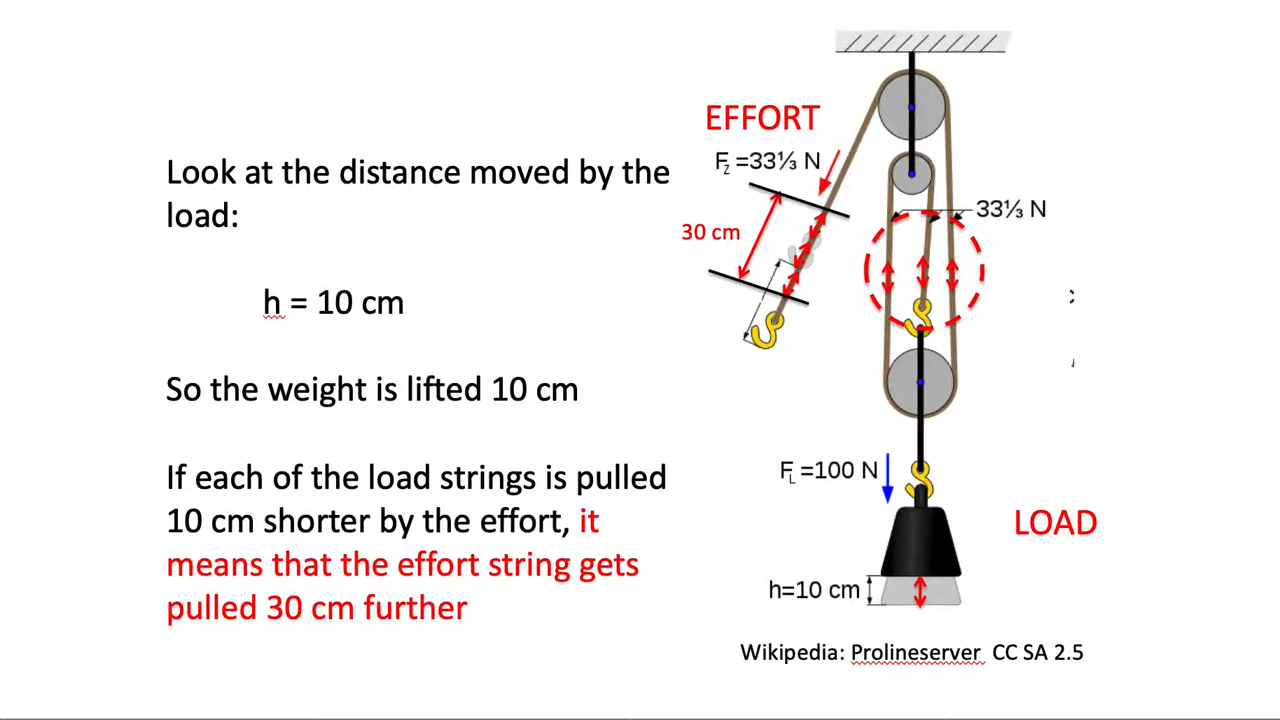 Look at the distance moved by the
load:
h = 10 cm
So the weight is lifted 10 cm
If each of the load strings is pulled
10 cm shorter by the effort, it
means that the effort string gets
pulled 30 cm further
EFFORT
F_Z =33⅓ N
30 cm
33⅓ N
F_L =100 N
LOAD
h=10 cm
Wikipedia: Prolineserver CC SA 2.5